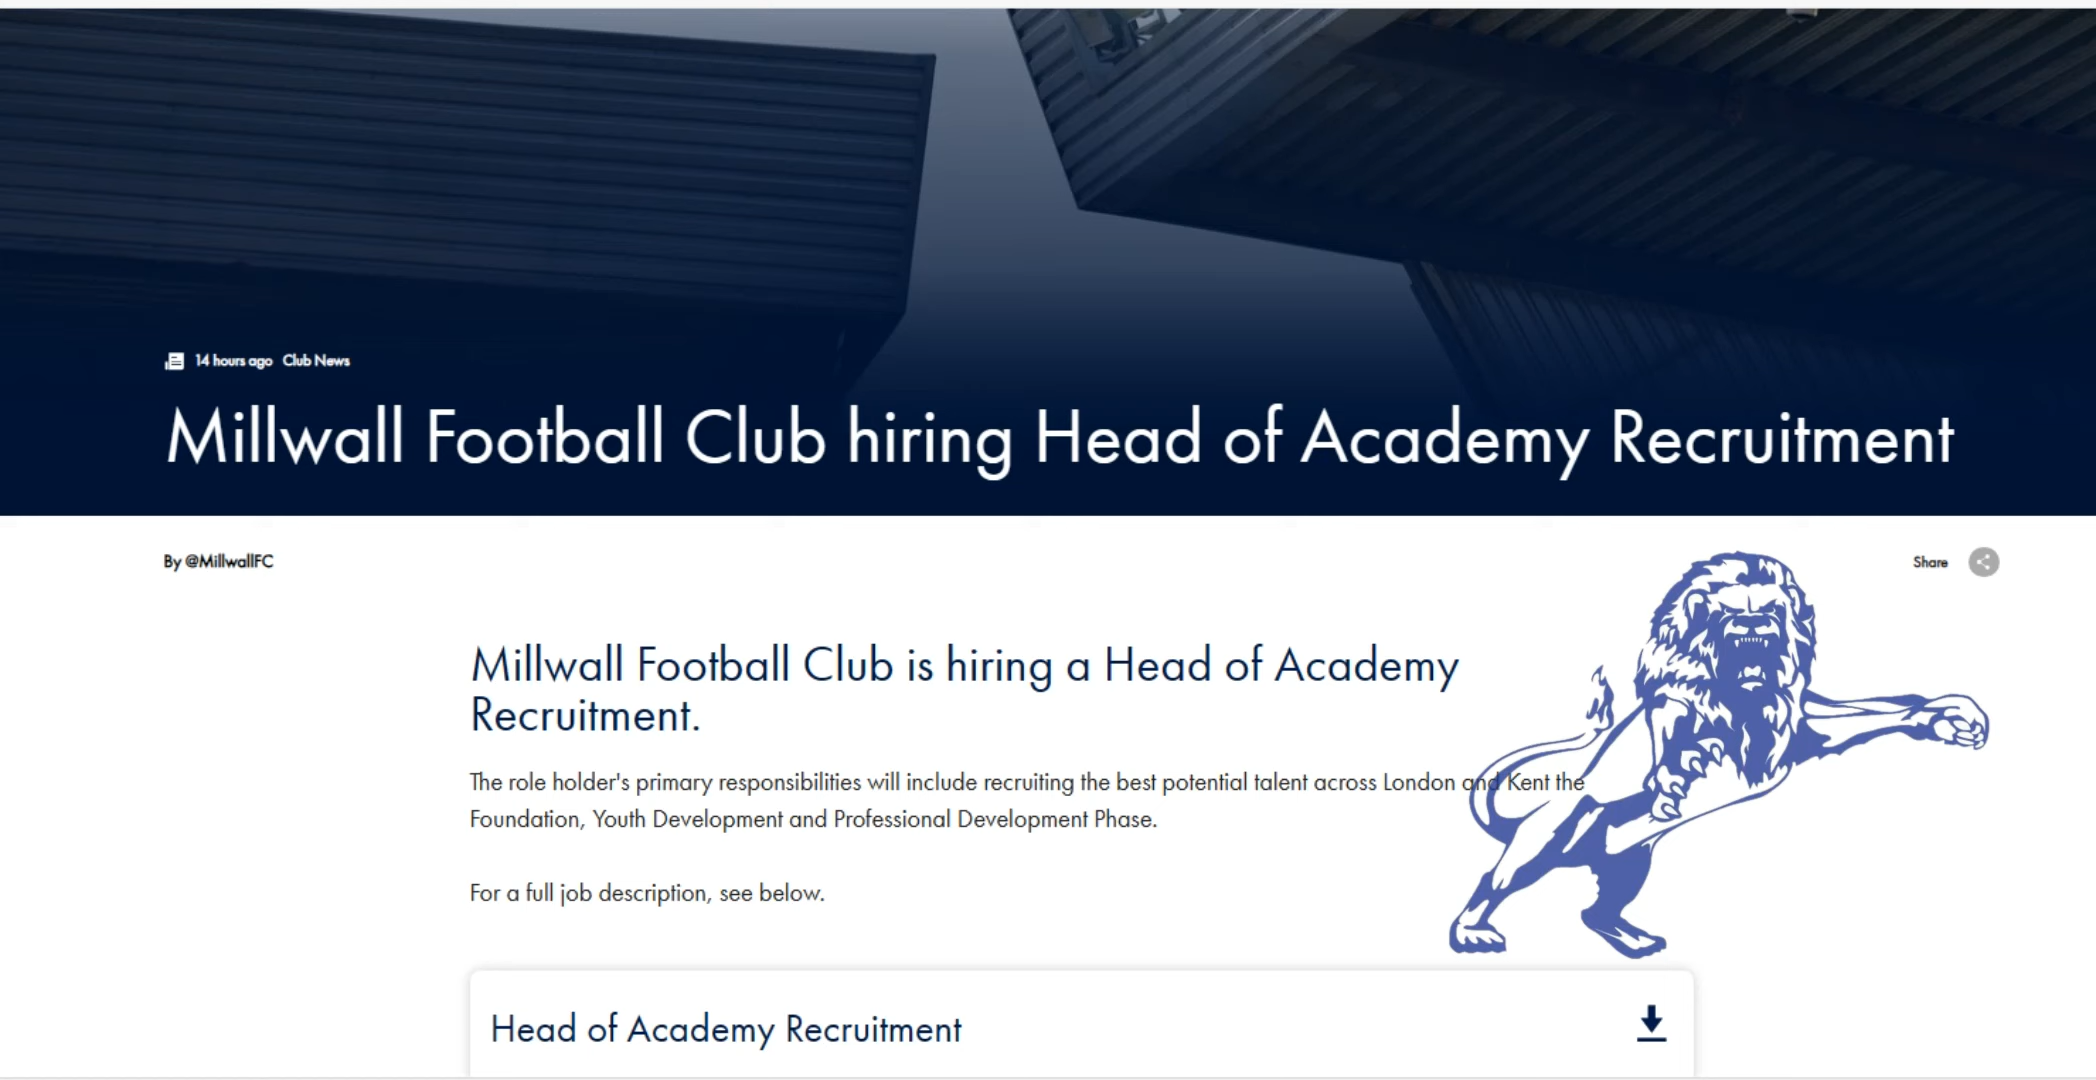 14 hours ago Club News
Millwall Football Club hiring Head of Academy Recruitment
By @MillwallFC
Share
Millwall Football Club is hiring a Head of Academy
Recruitment.
The role holder's primary responsibilities will include recruiting the best potential talent across London and Kent the
Foundation, Youth Development and Professional Development Phase.
For a full job description, see below.
Head of Academy Recruitment